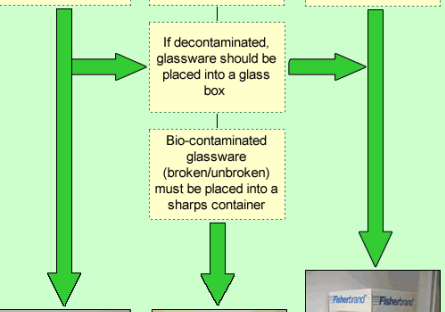 If decontaminated,
glassware should be
placed into a glass
box
Bio-contaminated
glassware
(broken/unbroken)
must be placed into a
sharps container
Fisherbrand
Fisherbrand